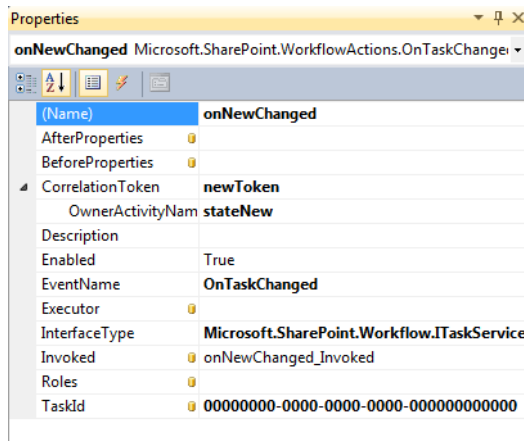 Properties
onNewChanged Microsoft.SharePoint.WorkflowActions.OnTaskChange
(Name) onNewChanged
AfterProperties
BeforeProperties
CorrelationToken newToken
OwnerActivityNam stateNew
Description
Enabled True
EventName OnTaskChanged
Executor
InterfaceType Microsoft.SharePoint.Workflow.ITaskService
Invoked onNewChanged_Invoked
Roles
TaskId 00000000-0000-0000-0000-000000000000